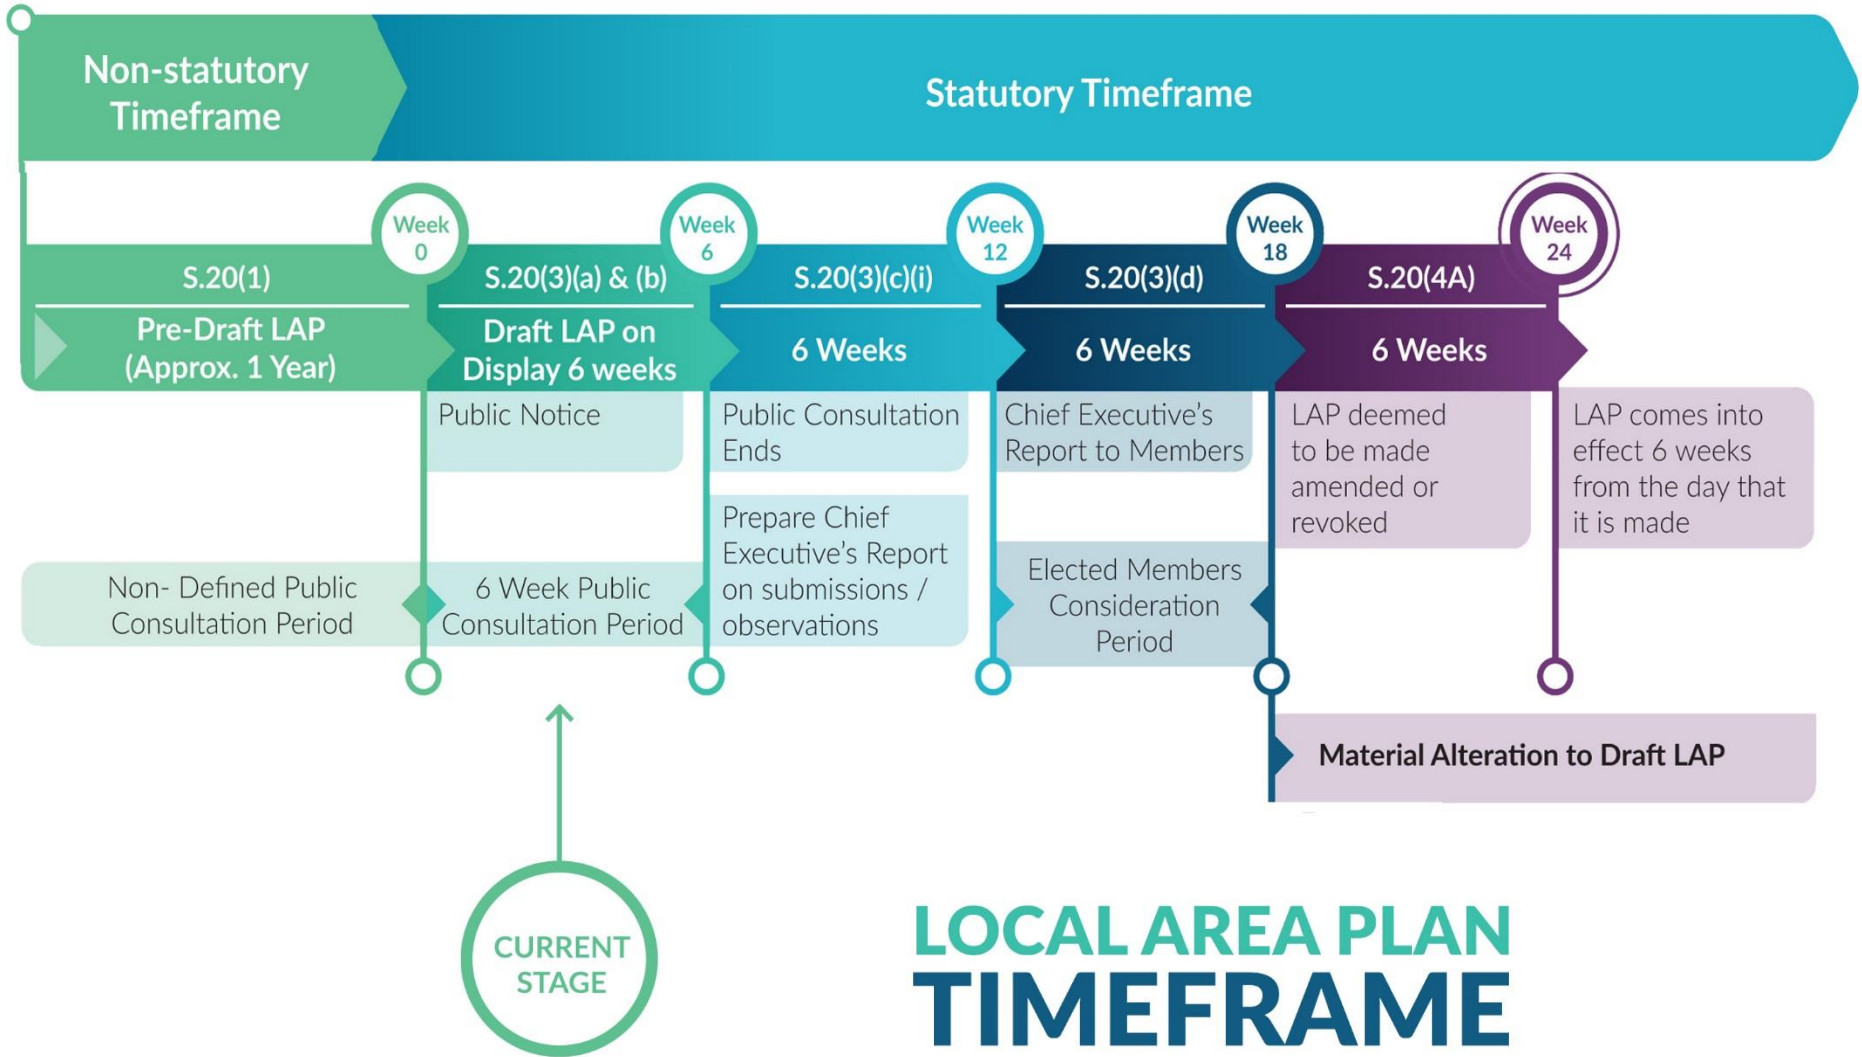 Non-statutory
Timeframe
Statutory Timeframe
Week
0
Week
6
Week
12
Week
18
Week
24
S.20(1)
Pre-Draft LAP
(Approx. 1 Year)
S.20(3)(a) & (b)
Draft LAP on
Display 6 weeks
S.20(3)(c)(i)
6 Weeks
S.20(3)(d)
6 Weeks
S.20(4A)
6 Weeks
Public Notice
Public Consultation
Ends
Chief Executive's
Report to Members
LAP deemed
to be made
amended or
revoked
LAP comes into
effect 6 weeks
from the day that
it is made
Non- Defined Public
Consultation Period
6 Week Public
Consultation Period
Prepare Chief
Executive's Report
on submissions /
observations
Elected Members
Consideration
Period
Material Alteration to Draft LAP
CURRENT
STAGE
LOCAL AREA PLAN
TIMEFRAME